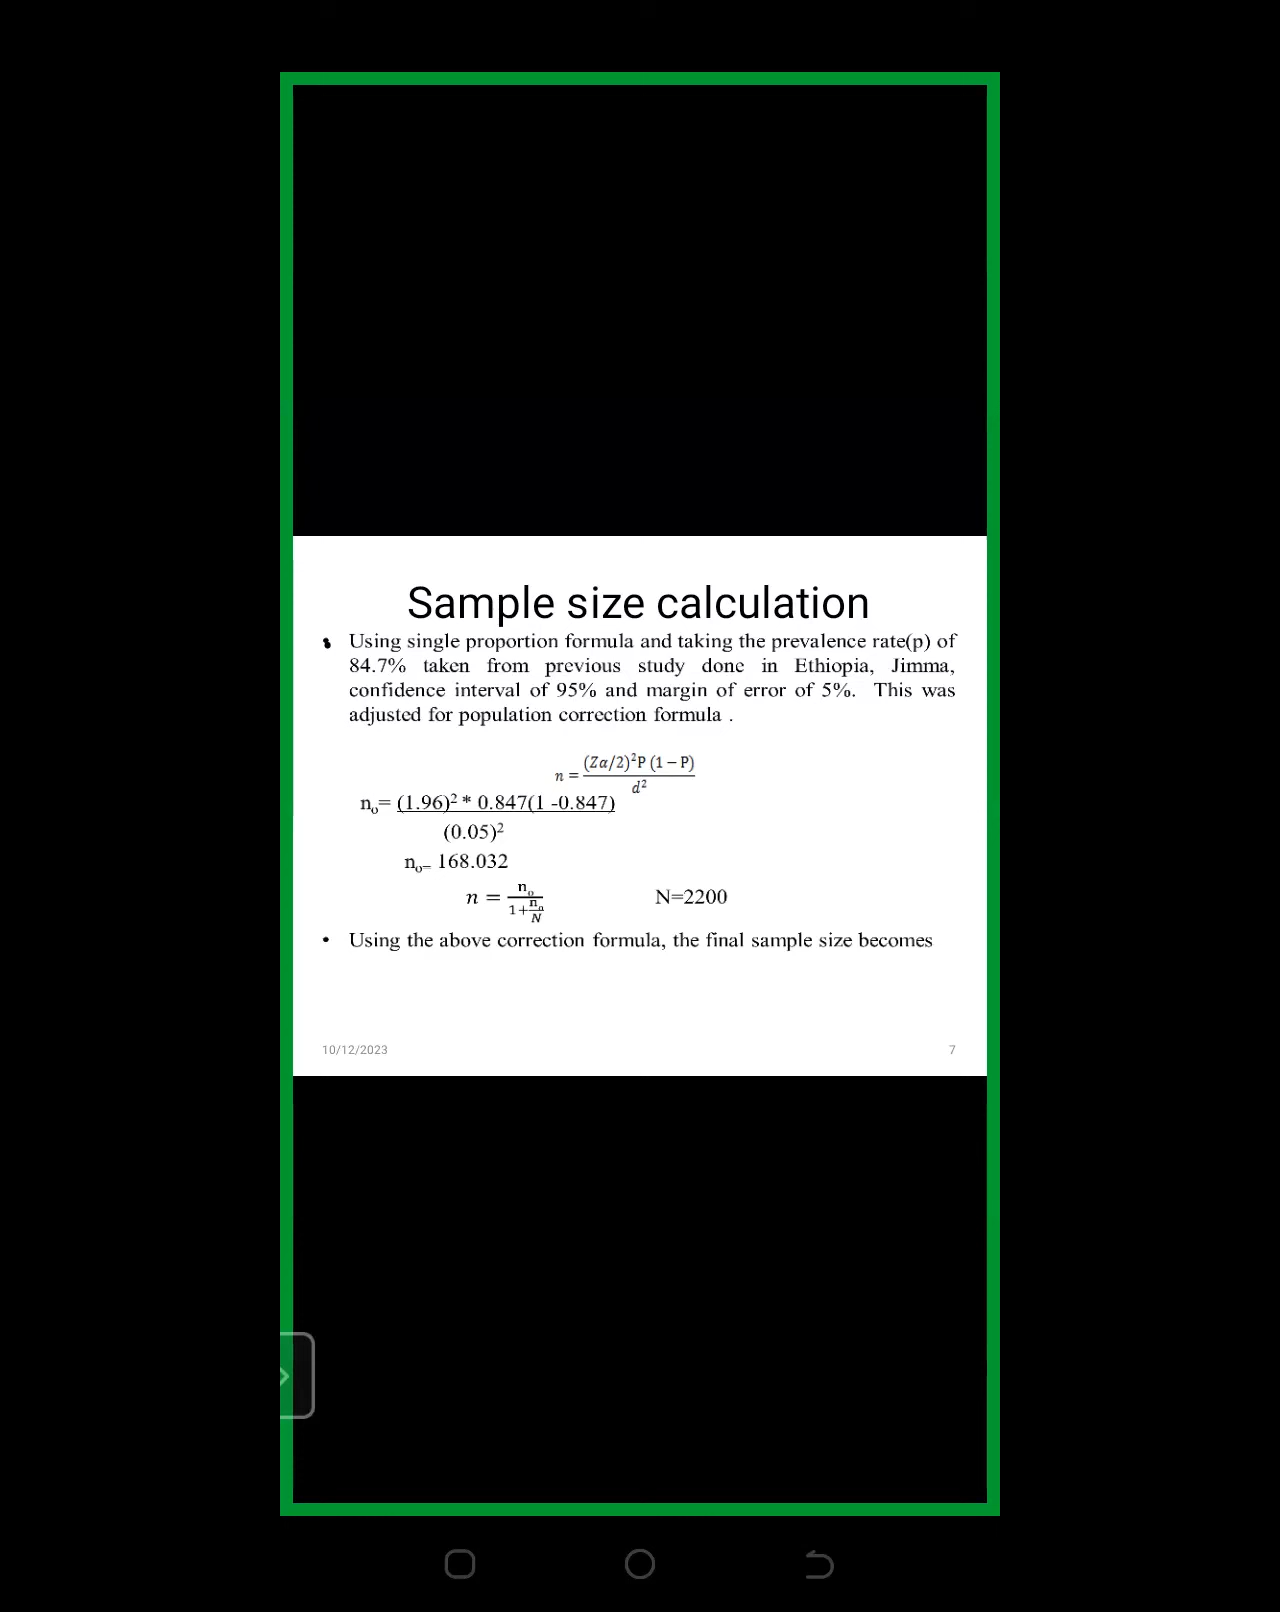 Sample size calculation
• Using single proportion formula and taking the prevalence rate(p) of
84.7% taken from previous study done in Ethiopia, Jimma,
confidence interval of 95% and margin of error of 5%. This was
adjusted for population correction formula .
n = (Zα/2)²P (1 – P) / d²
nₒ= (1.96)² * 0.847(1 -0.847)
(0.05)²
nₒ₌ 168.032
n = nₒ / (1+nₒ/N) N=2200
• Using the above correction formula, the final sample size becomes
10/12/2023 7